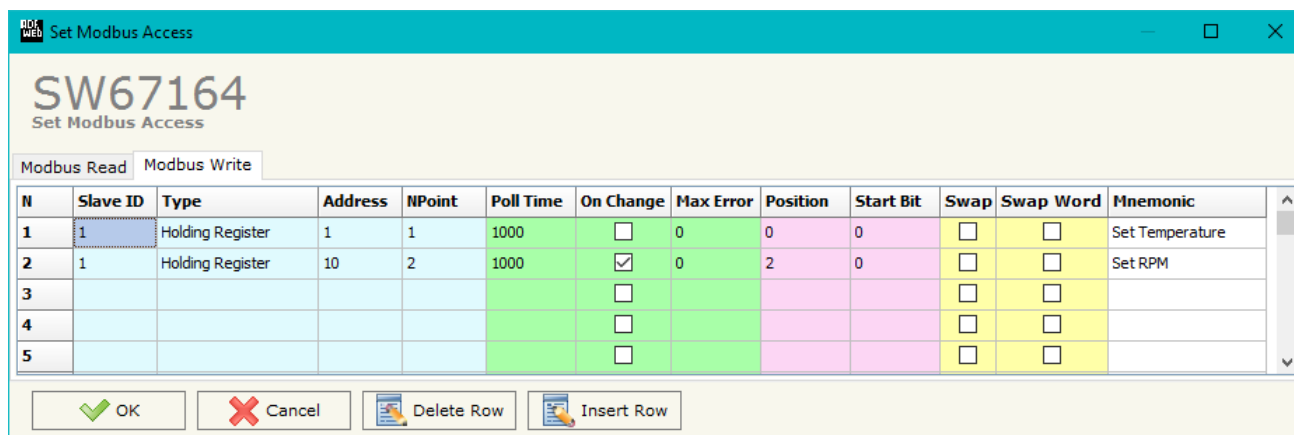 ADF WEB Set Modbus Access
SW67164
Set Modbus Access
Modbus Read Modbus Write
N Slave ID Type Address NPoint Poll Time On Change Max Error Position Start Bit Swap Swap Word Mnemonic
1 1 Holding Register 1 1 1000 0 0 0 Set Temperature
2 1 Holding Register 10 2 1000 0 2 0 Set RPM
3
4
5
OK Cancel Delete Row Insert Row